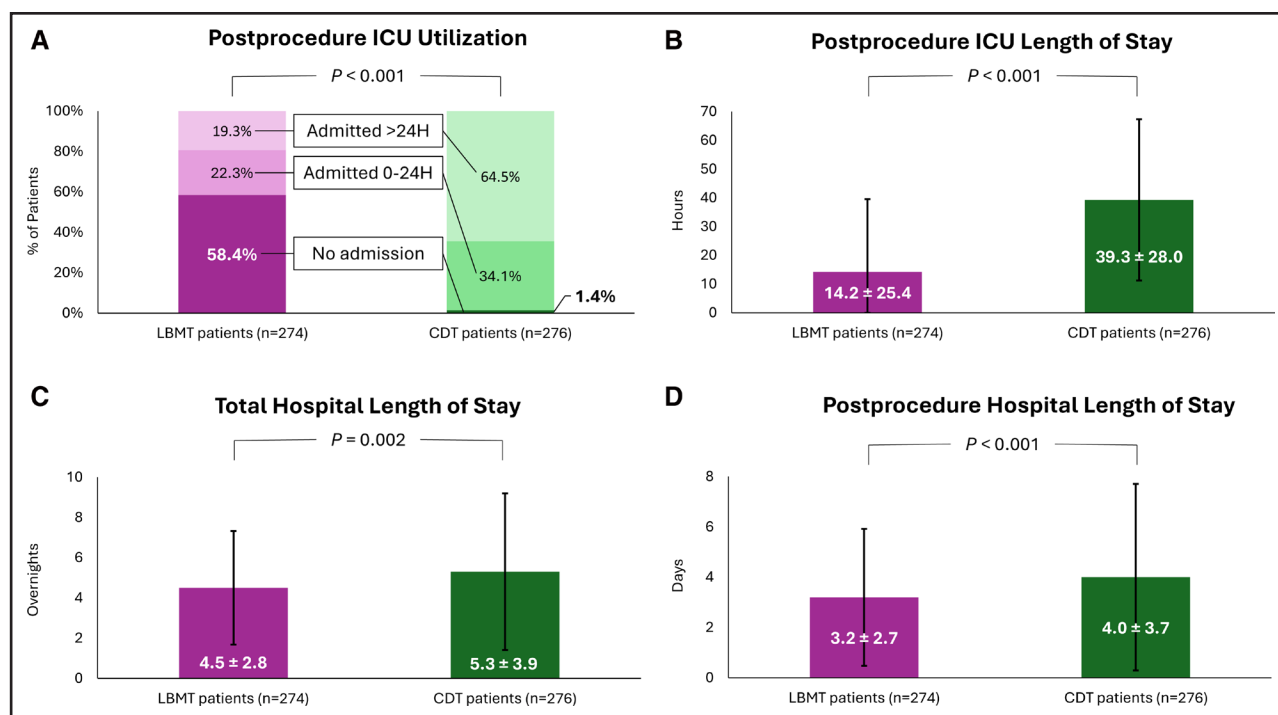 A
Postprocedure ICU Utilization
P < 0.001
% of Patients
100%
80%
60%
40%
20%
0%
19.3%
22.3%
58.4%
Admitted >24H
Admitted 0-24H
No admission
64.5%
34.1%
1.4%
LBMT patients (n=274)
CDT patients (n=276)
B
Postprocedure ICU Length of Stay
P < 0.001
Hours
70
60
50
40
30
20
10
0
14.2 ± 25.4
39.3 ± 28.0
LBMT patients (n=274)
CDT patients (n=276)
C
Total Hospital Length of Stay
P = 0.002
Overnights
10
8
6
4
2
0
4.5 ± 2.8
5.3 ± 3.9
LBMT patients (n=274)
CDT patients (n=276)
D
Postprocedure Hospital Length of Stay
P < 0.001
Days
8
6
4
2
0
3.2 ± 2.7
4.0 ± 3.7
LBMT patients (n=274)
CDT patients (n=276)